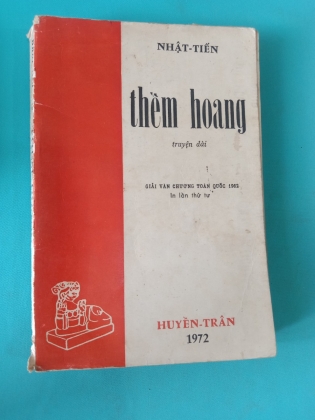 NHẬT-TIẾN
thềm hoang
truyện dài
GIẢI VĂN CHƯƠNG TOÀN QUỐC 1962
in lần thứ tư
HUYỀN-TRÂN
1972